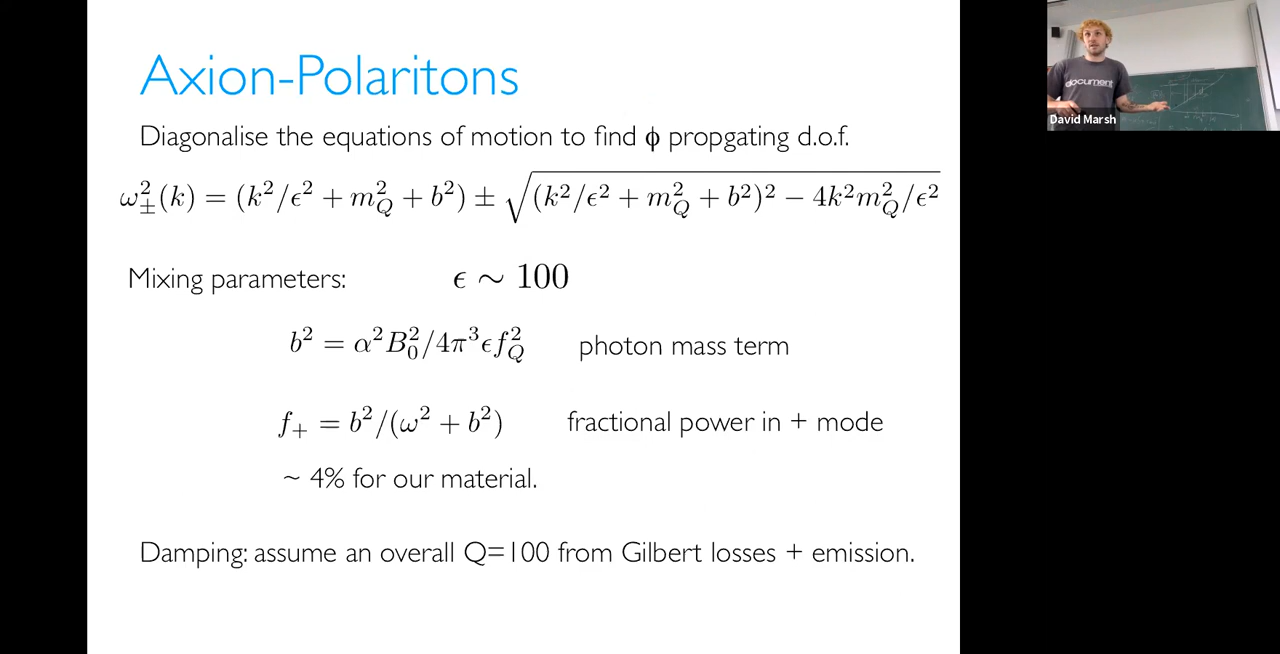 Axion-Polaritons
Diagonalise the equations of motion to find ϕ propgating d.o.f.
ω²±(k) = (k²/ϵ² + m²_Q + b²) ± √((k²/ϵ² + m²_Q + b²)² − 4k²m²_Q/ϵ²)
Mixing parameters: ϵ ∼ 100
b² = α²B₀²/4π³ϵf²_Q photon mass term
f₊ = b²/(ω² + b²) fractional power in + mode
~ 4% for our material.
Damping: assume an overall Q=100 from Gilbert losses + emission.
document
David Marsh